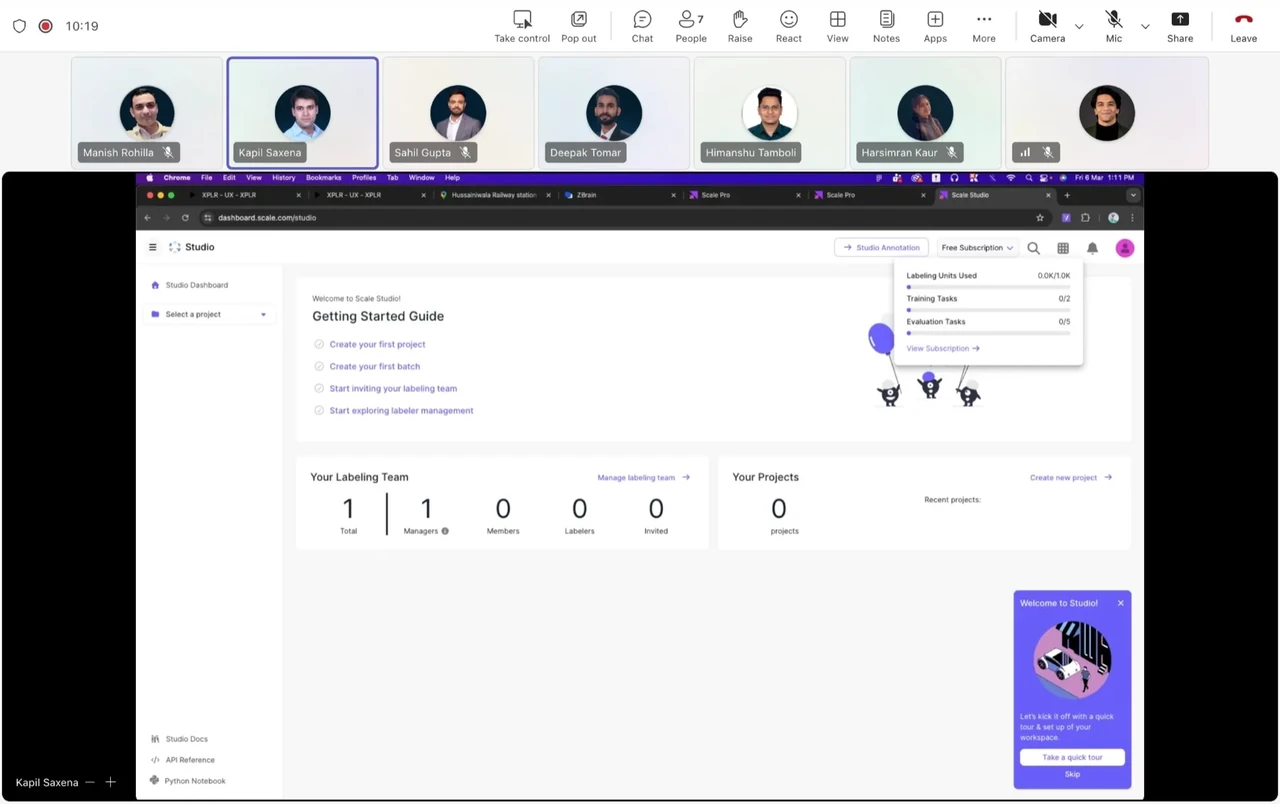 10:19
Take control
Pop out
Chat
7
People
Raise
React
View
Notes
Apps
More
Camera
Mic
Share
Leave
Manish Rohilla
Kapil Saxena
Sahil Gupta
Deepak Tomar
Himanshu Tamboli
Harsimran Kaur
Chrome File Edit View History Bookmarks Profiles Tab Window Help
Fri 6 Mar 1:11 PM
XPLR - UX - XPLR
XPLR - UX - XPLR
Hussainiwala Railway station
ZBrain
Scale Pro
Scale Pro
Scale Studio
dashboard.scale.com/studio
Studio
Studio Annotation
Free Subscription
Studio Dashboard
Select a project
Labeling Units Used 0.0K/1.0K
Training Tasks 0/2
Evaluation Tasks 0/5
View Subscription
Welcome to Scale Studio!
Getting Started Guide
Create your first project
Create your first batch
Start inviting your labeling team
Start exploring labeler management
Your Labeling Team
Manage labeling team
1 1 0 0 0
Total Managers Members Labelers Invited
Your Projects
Create new project
0
projects
Recent projects:
Welcome to Studio!
Let's kick it off with a quick
tour & set up of your
workspace.
Take a quick tour
Skip
Studio Docs
API Reference
Python Notebook
Kapil Saxena